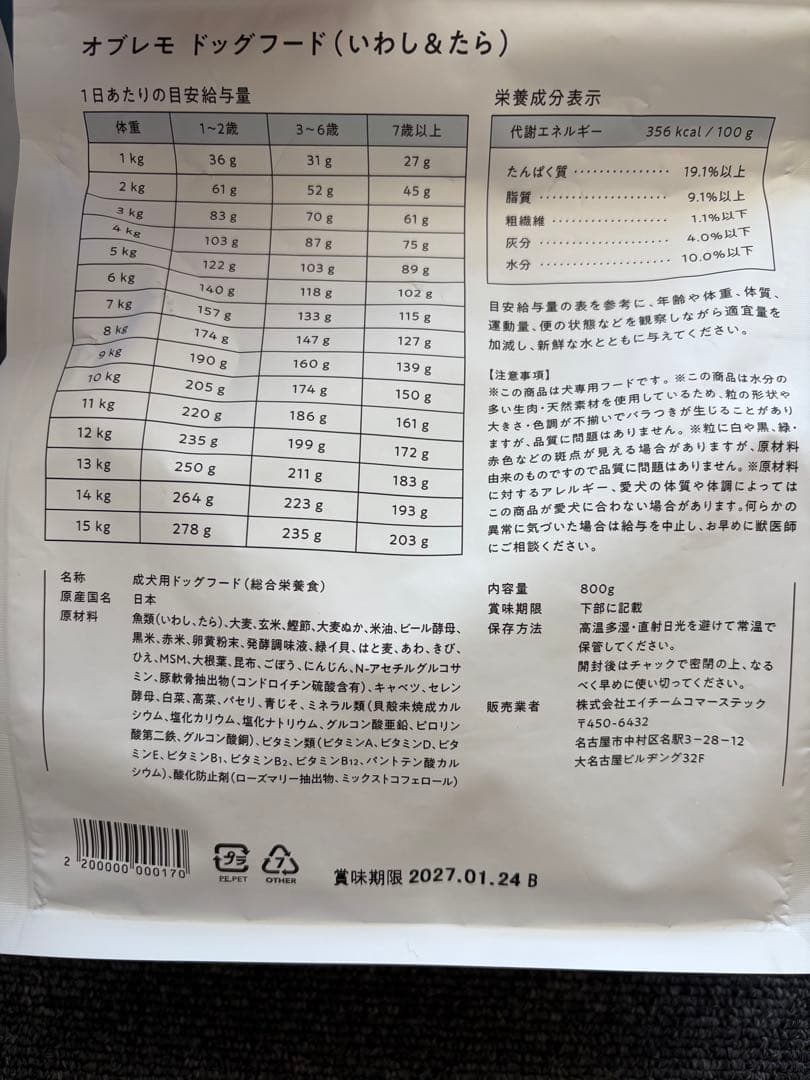 オブレモ ドッグフード(いわし&たら)
1日あたりの目安給与量
体重 1~2歳 3~6歳 7歳以上
1 kg 36 g 31 g 27 g
2 kg 61 g 52 g 45 g
3 kg 83 g 70 g 61 g
4 kg 103 g 87 g 75 g
5 kg 122 g 103 g 89 g
6 kg 140 g 118 g 102 g
7 kg 157 g 133 g 115 g
8 kg 174 g 147 g 127 g
9 kg 190 g 160 g 139 g
10 kg 205 g 174 g 150 g
11 kg 220 g 186 g 161 g
12 kg 235 g 199 g 172 g
13 kg 250 g 211 g 183 g
14 kg 264 g 223 g 193 g
15 kg 278 g 235 g 203 g
栄養成分表示
代謝エネルギー 356 kcal / 100 g
たんぱく質 ・・・・・・・・・・・・・・・ 19.1%以上
脂質 ・・・・・・・・・・・・・・・・・・・ 9.1%以上
粗繊維 ・・・・・・・・・・・・・・・・・ 1.1%以下
灰分 ・・・・・・・・・・・・・・・・・・・ 4.0%以下
水分 ・・・・・・・・・・・・・・・・・・・ 10.0%以下
目安給与量の表を参考に、年齢や体重、体質、
運動量、便の状態などを観察しながら適宜量を
加減し、新鮮な水とともに与えてください。
【注意事項】
※この商品は犬専用フードです。※この商品は水分の
多い生肉・天然素材を使用しているため、粒の形状や
大きさ・色調が不揃いでバラつきが生じることがあり
ますが、品質に問題はありません。※粒に白や黒、緑・
赤色などの斑点が見える場合がありますが、原材料
由来のものですので品質に問題はありません。※原材料
に対するアレルギー、愛犬の体質や体調によっては
この商品が愛犬に合わない場合があります。何らかの
異常に気づいた場合は給与を中止し、お早めに獣医師
にご相談ください。
名称 成犬用ドッグフード(総合栄養食)
原産国名 日本
原材料 魚類(いわし、たら)、大麦、玄米、鰹節、大麦ぬか、米油、ビール酵母、
黒米、赤米、卵黄粉末、発酵調味液、緑イ貝、はと麦、あわ、きび、
ひえ、MSM、大根葉、昆布、ごぼう、にんじん、N-アセチルグルコサ
ミン、豚軟骨抽出物(コンドロイチン硫酸含有)、キャベツ、セレン
酵母、白菜、高菜、パセリ、青じそ、ミネラル類(貝殻未焼成カル
シウム、塩化カリウム、塩化ナトリウム、グルコン酸亜鉛、ピロリン
酸第二鉄、グルコン酸銅)、ビタミン類(ビタミンA、ビタミンD、ビタ
ミンE、ビタミンB1、ビタミンB2、ビタミンB12、パントテン酸カル
シウム)、酸化防止剤(ローズマリー抽出物、ミックストコフェロール)
内容量 800g
賞味期限 下部に記載
保存方法 高温多湿・直射日光を避けて常温で
保管してください。
開封後はチャックで密閉の上、なる
べく早めに使い切ってください。
販売業者 株式会社エイチームコマーステック
〒450-6432
名古屋市中村区名駅3-28-12
大名古屋ビルヂング32F
2 200000 000170
プラ
PE,PET
7
OTHER
賞味期限 2027.01.24 B